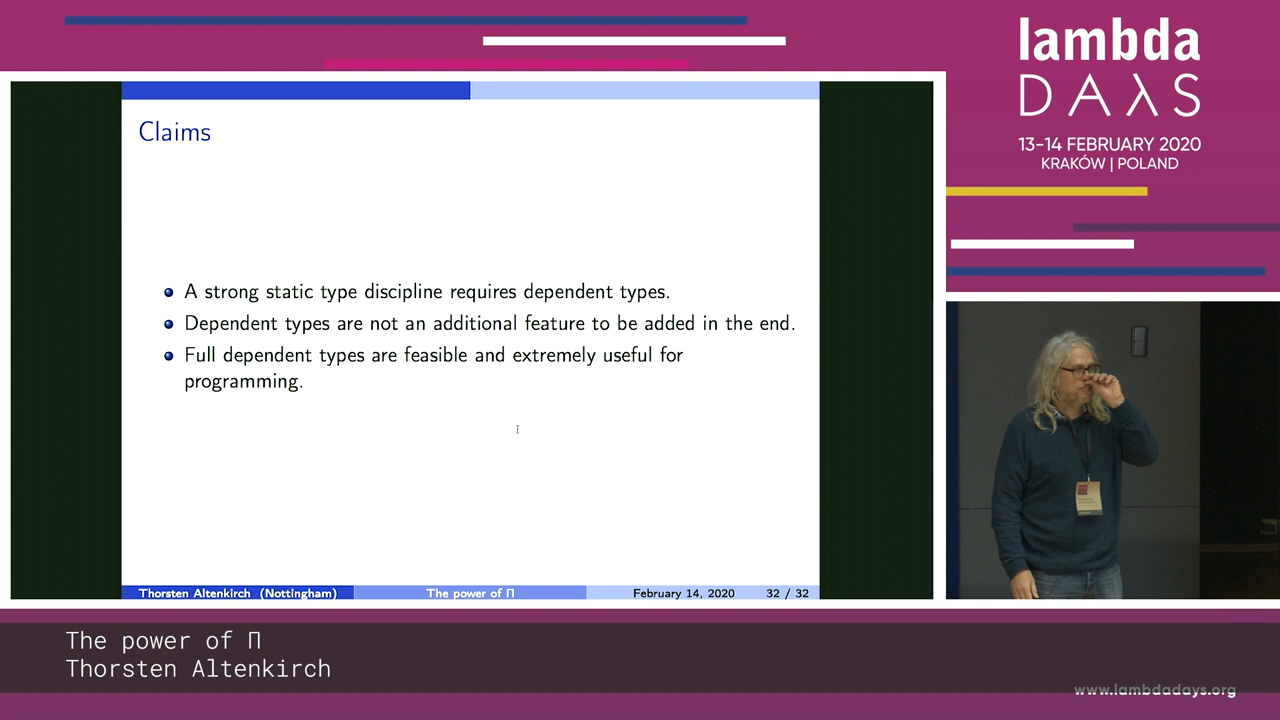 lambda
DAλS
13–14 FEBRUARY 2020
KRAKÓW | POLAND
Claims
A strong static type discipline requires dependent types.
Dependent types are not an additional feature to be added in the end.
Full dependent types are feasible and extremely useful for
programming.
Thorsten Altenkirch (Nottingham)
The power of Π
February 14, 2020
32 / 32
The power of Π
Thorsten Altenkirch
www.lambdadays.org